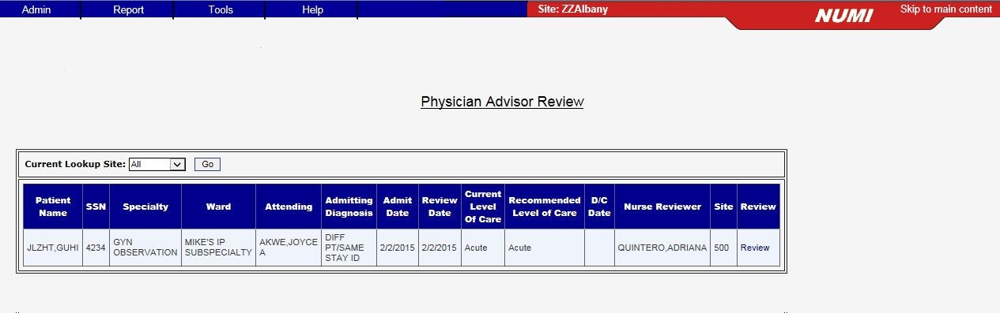 Admin Report Tools Help Site: ZZAlbany NUMI Skip to main content
Physician Advisor Review
Current Lookup Site: All Go
Patient Name SSN Specialty Ward Attending Admitting Diagnosis Admit Date Review Date Current Level Of Care Recommended Level of Care D/C Date Nurse Reviewer Site Review
JLZHT,GUHI 4234 GYN OBSERVATION MIKE'S IP SUBSPECIALTY AKWE,JOYCE A DIFF PT/SAME STAY ID 2/2/2015 2/2/2015 Acute Acute QUINTERO,ADRIANA 500 Review